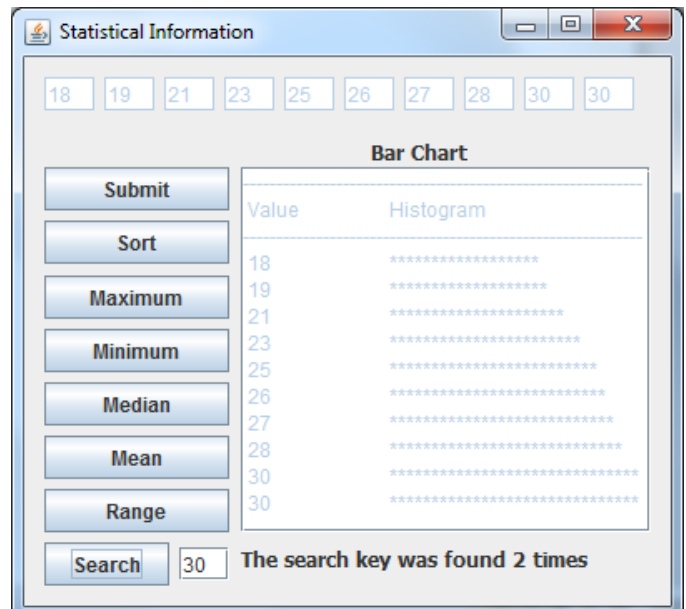 Statistical Information
18 19 21 23 25 26 27 28 30 30
Bar Chart
Submit
Sort
Maximum
Minimum
Median
Mean
Range
Value Histogram
18 ******************
19 *******************
21 *********************
23 ***********************
25 *************************
26 **************************
27 ***************************
28 ****************************
30 ******************************
30 ******************************
Search 30 The search key was found 2 times